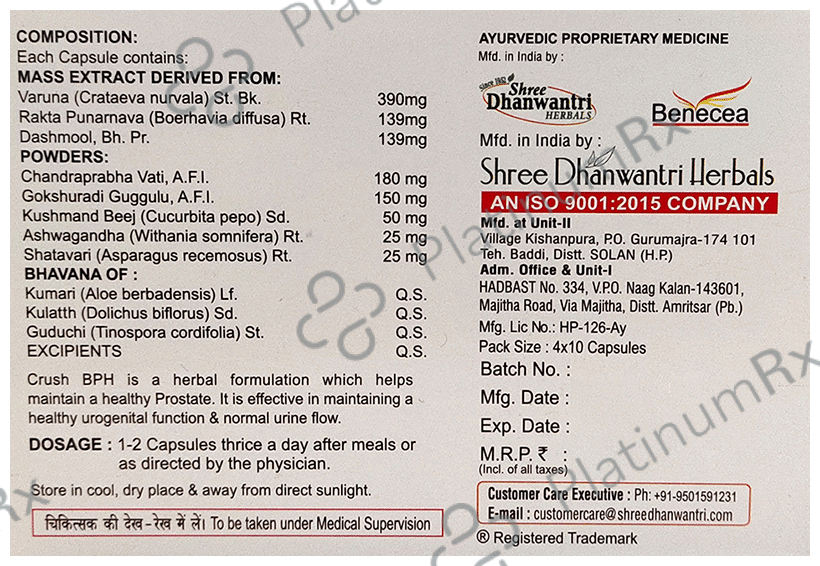 COMPOSITION:
Each Capsule contains:
MASS EXTRACT DERIVED FROM:
Varuna (Crataeva nurvala) St. Bk. 390mg
Rakta Punarnava (Boerhavia diffusa) Rt. 139mg
Dashmool, Bh. Pr. 139mg
POWDERS:
Chandraprabha Vati, A.F.I. 180 mg
Gokshuradi Guggulu, A.F.I. 150 mg
Kushmand Beej (Cucurbita pepo) Sd. 50 mg
Ashwagandha (Withania somnifera) Rt. 25 mg
Shatavari (Asparagus recemosus) Rt. 25 mg
BHAVANA OF :
Kumari (Aloe berbadensis) Lf. Q.S.
Kulatth (Dolichus biflorus) Sd. Q.S.
Guduchi (Tinospora cordifolia) St. Q.S.
EXCIPIENTS Q.S.
Crush BPH is a herbal formulation which helps
maintain a healthy Prostate. It is effective in maintaining a
healthy urogenital function & normal urine flow.
DOSAGE : 1-2 Capsules thrice a day after meals or
as directed by the physician.
Store in cool, dry place & away from direct sunlight.
चिकित्सक की देख-रेख में लें। To be taken under Medical Supervision
AYURVEDIC PROPRIETARY MEDICINE
Mfd. in India by :
Since 1882
Shree
Dhanwantri
HERBALS
Benecea
Mfd. in India by :
Shree Dhanwantri Herbals
AN ISO 9001:2015 COMPANY
Mfd. at Unit-II
Village Kishanpura, P.O. Gurumajra-174 101
Teh. Baddi, Distt. SOLAN (H.P.)
Adm. Office & Unit-I
HADBAST No. 334, V.P.O. Naag Kalan-143601,
Majitha Road, Via Majitha, Distt. Amritsar (Pb.)
Mfg. Lic No.: HP-126-Ay
Pack Size : 4x10 Capsules
Batch No. :
Mfg. Date :
Exp. Date :
M.R.P. ₹ :
(Incl. of all taxes)
Customer Care Executive : Ph: +91-9501591231
E-mail : customercare@shreedhanwantri.com
® Registered Trademark
PlatinumRx
PlatinumRx
PlatinumRx
Rx